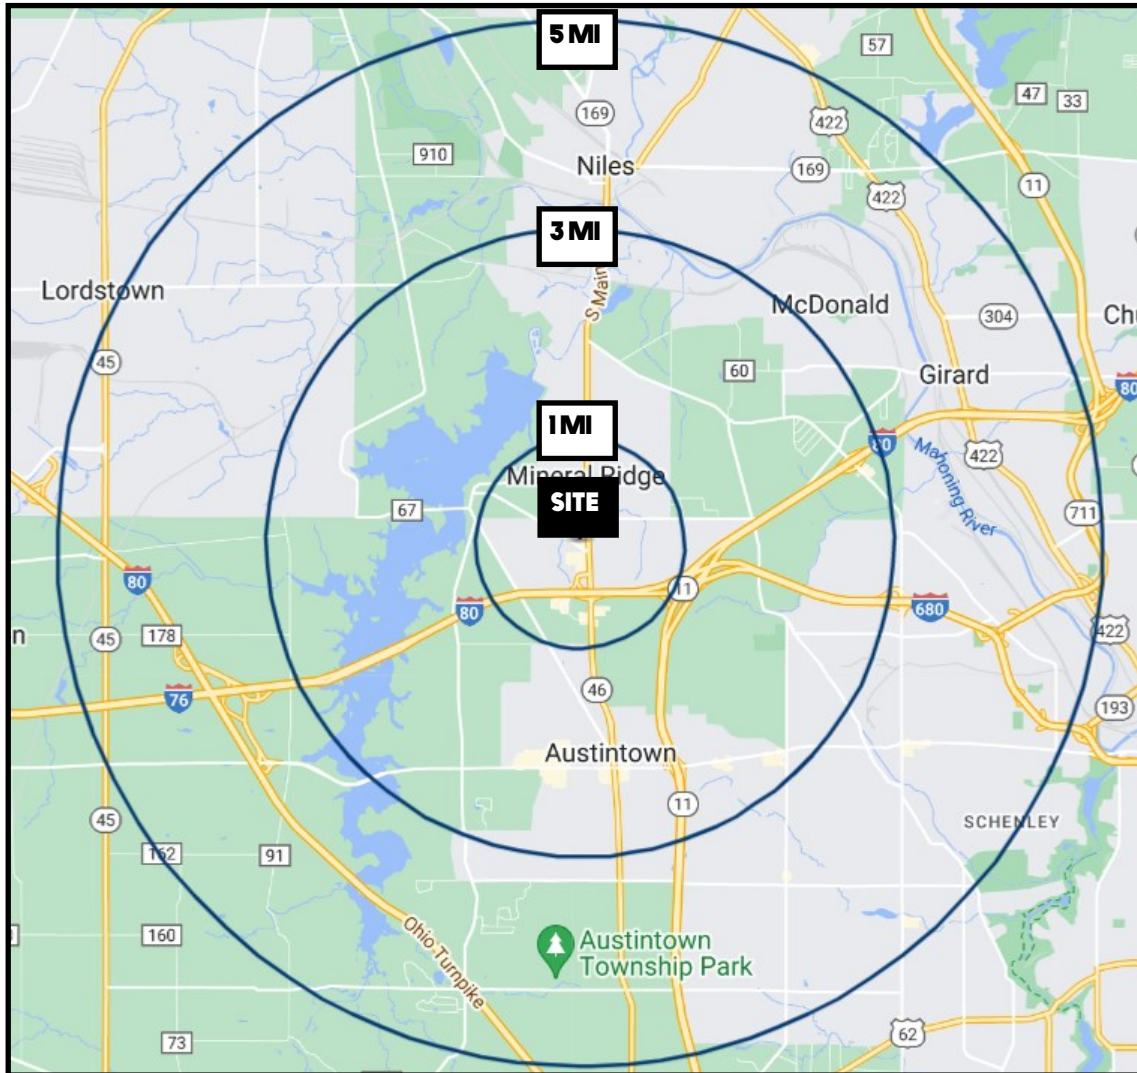 5 MI
57
47
33
422
169
910
Niles
169
422
11
3 MI
Lordstown
S Main
McDonald
304
Chu
45
60
Girard
80
1 MI
80
422
Mineral Ridge
Mahoning River
SITE
67
711
80
11
80
680
178
n
45
422
76
46
193
Austintown
11
45
SCHENLEY
162
91
160
Ohio Turnpike
Austintown
Township Park
73
62